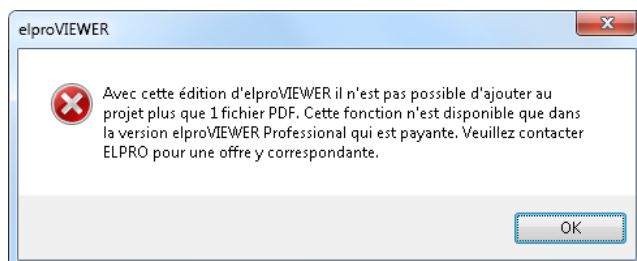 elproVIEWER
Avec cette édition d'elproVIEWER il n'est pas possible d'ajouter au
projet plus que 1 fichier PDF. Cette fonction n'est disponible que dans
la version elproVIEWER Professional qui est payante. Veuillez contacter
ELPRO pour une offre y correspondante.
OK